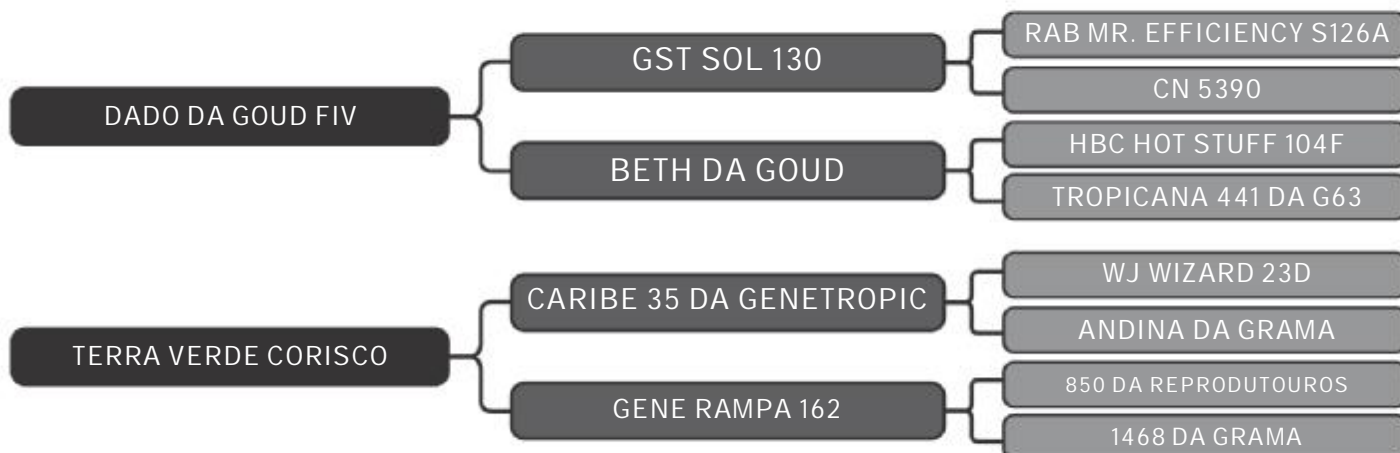 DADO DA GOUD FIV
GST SOL 130
RAB MR. EFFICIENCY S126A
CN 5390
BETH DA GOUD
HBC HOT STUFF 104F
TROPICANA 441 DA G63
TERRA VERDE CORISCO
CARIBE 35 DA GENETROPIC
WJ WIZARD 23D
ANDINA DA GRAMA
GENE RAMPA 162
850 DA REPRODUTOUROS
1468 DA GRAMA